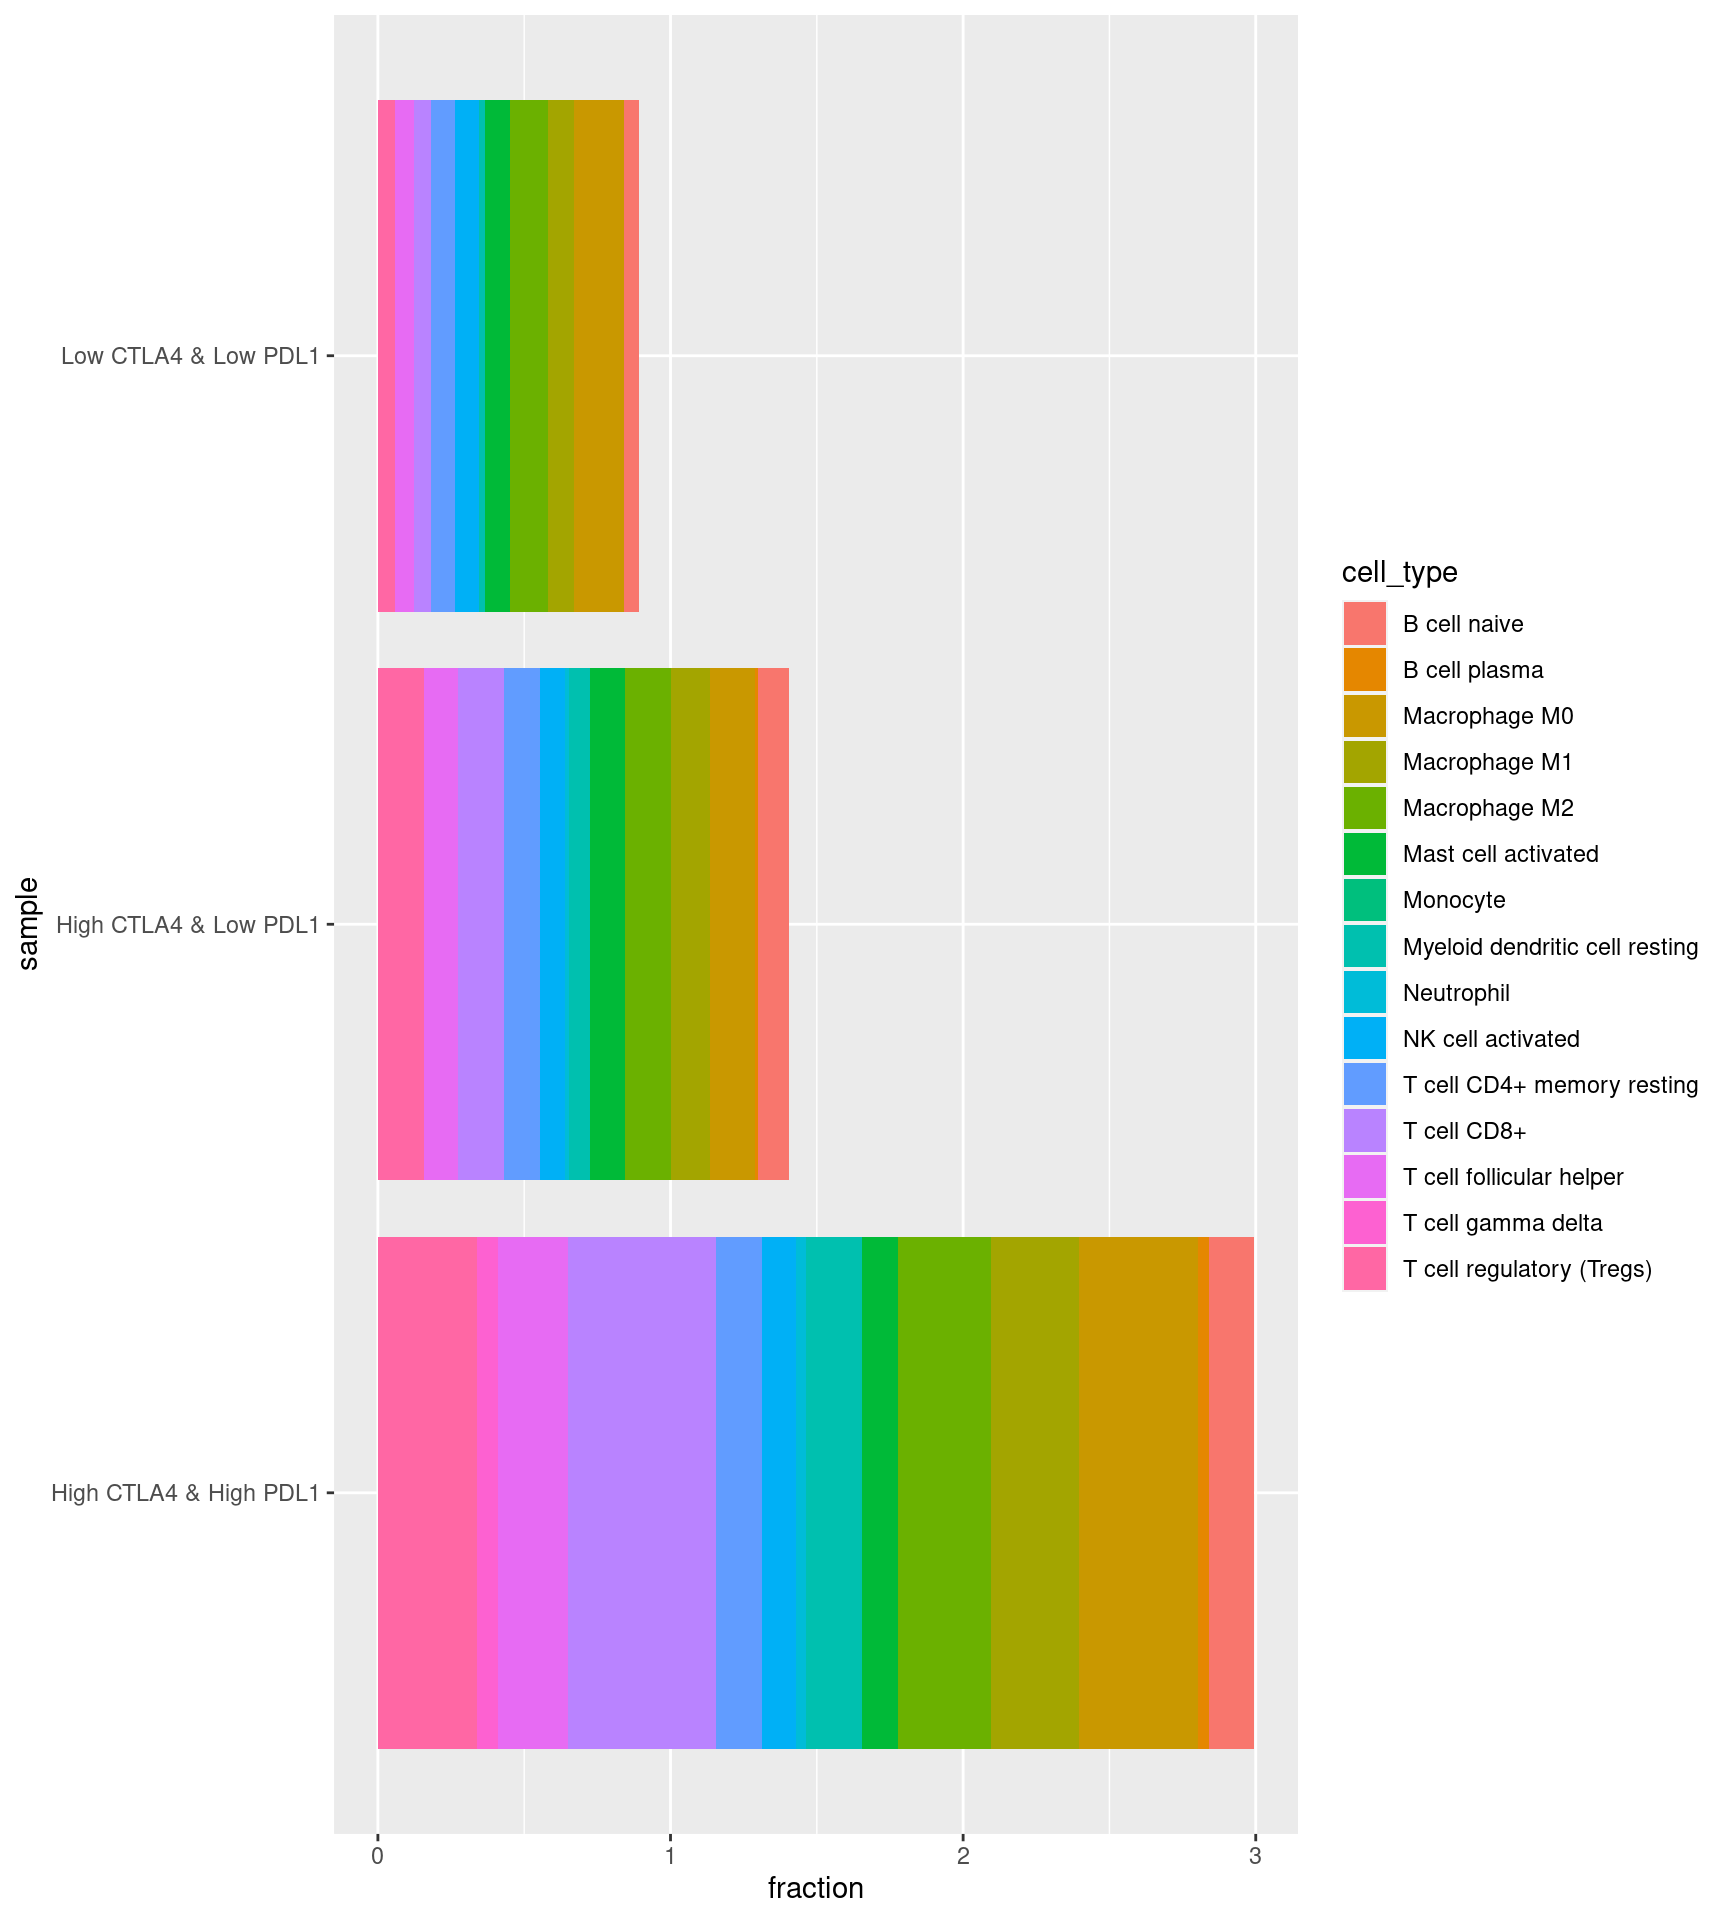 Low CTLA4 & Low PDL1
High CTLA4 & Low PDL1
High CTLA4 & High PDL1
sample
0 1 2 3
fraction
cell_type
B cell naive
B cell plasma
Macrophage M0
Macrophage M1
Macrophage M2
Mast cell activated
Monocyte
Myeloid dendritic cell resting
Neutrophil
NK cell activated
T cell CD4+ memory resting
T cell CD8+
T cell follicular helper
T cell gamma delta
T cell regulatory (Tregs)